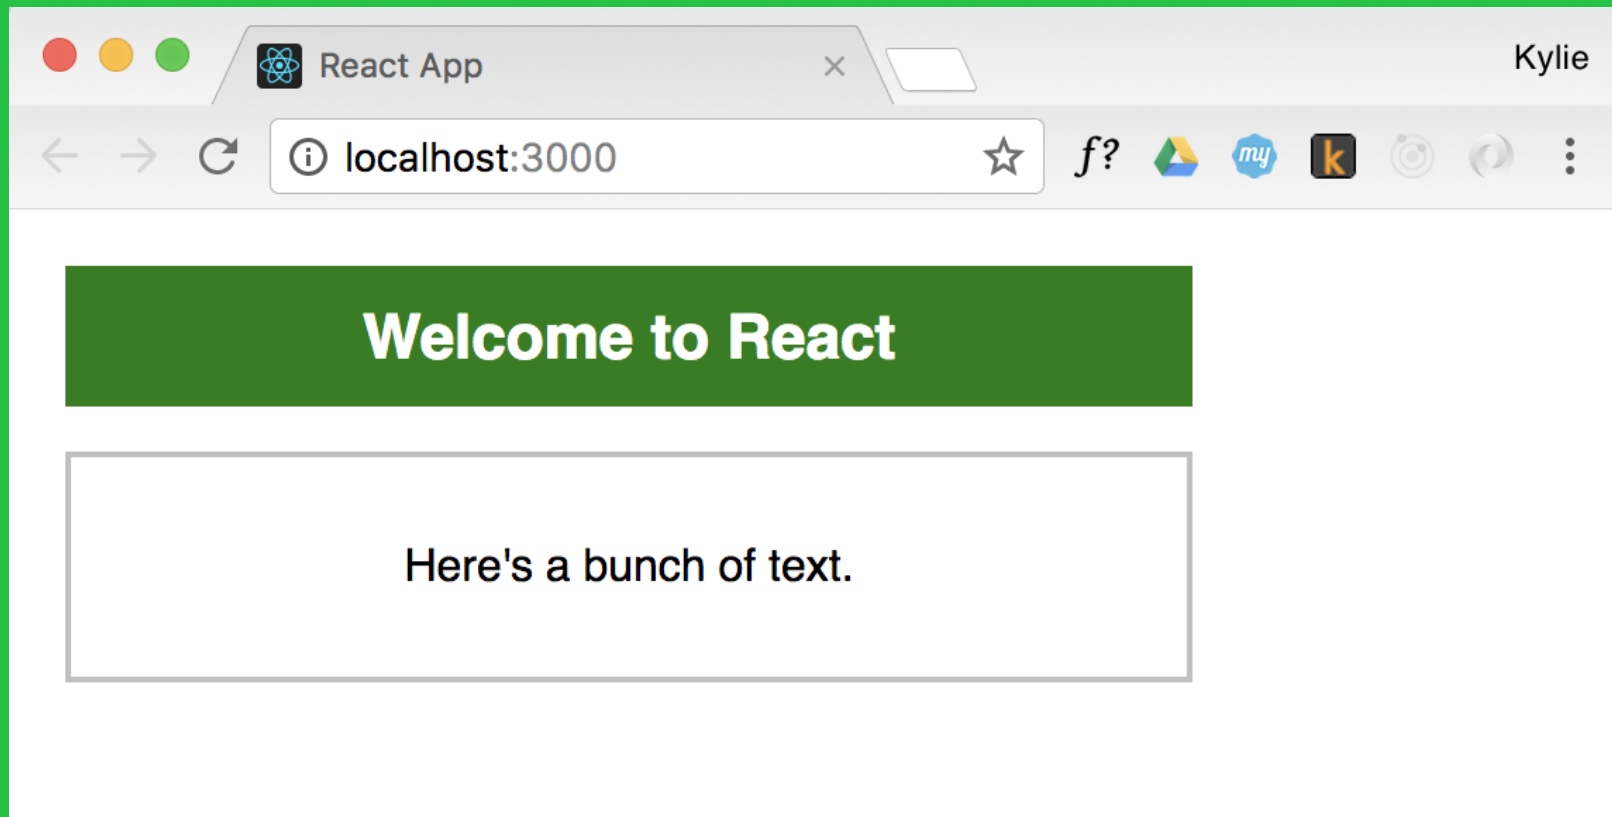 React App
Kylie
localhost:3000
f?
my
k
Welcome to React
Here's a bunch of text.